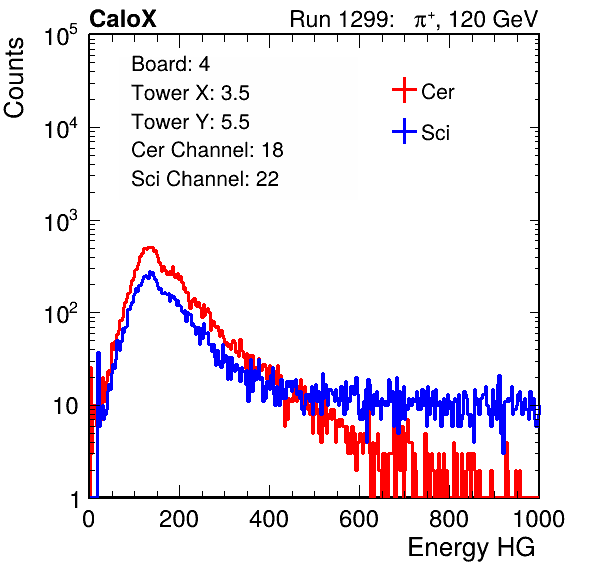 CaloX Run 1299: π⁺, 120 GeV
Counts
10⁵
10⁴
10³
10²
10
1
Board: 4
Tower X: 3.5
Tower Y: 5.5
Cer Channel: 18
Sci Channel: 22
Cer
Sci
0 200 400 600 800 1000
Energy HG